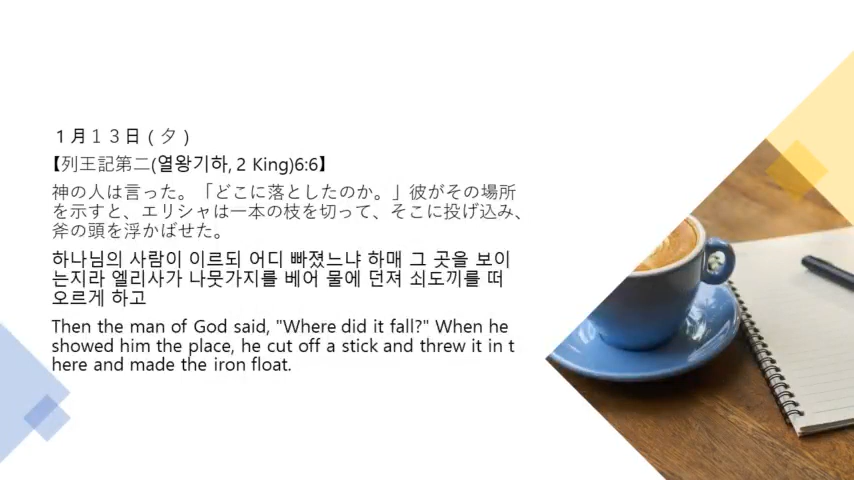 １月１３日（夕）
【列王記第二(열왕기하, 2 King)6:6】
神の人は言った。「どこに落としたのか。」彼がその場所
を示すと、エリシャは一本の枝を切って、そこに投げ込み、
斧の頭を浮かばせた。
하나님의 사람이 이르되 어디 빠졌느냐 하매 그 곳을 보이
는지라 엘리사가 나뭇가지를 베어 물에 던져 쇠도끼를 떠
오르게 하고
Then the man of God said, "Where did it fall?" When he
showed him the place, he cut off a stick and threw it in t
here and made the iron float.